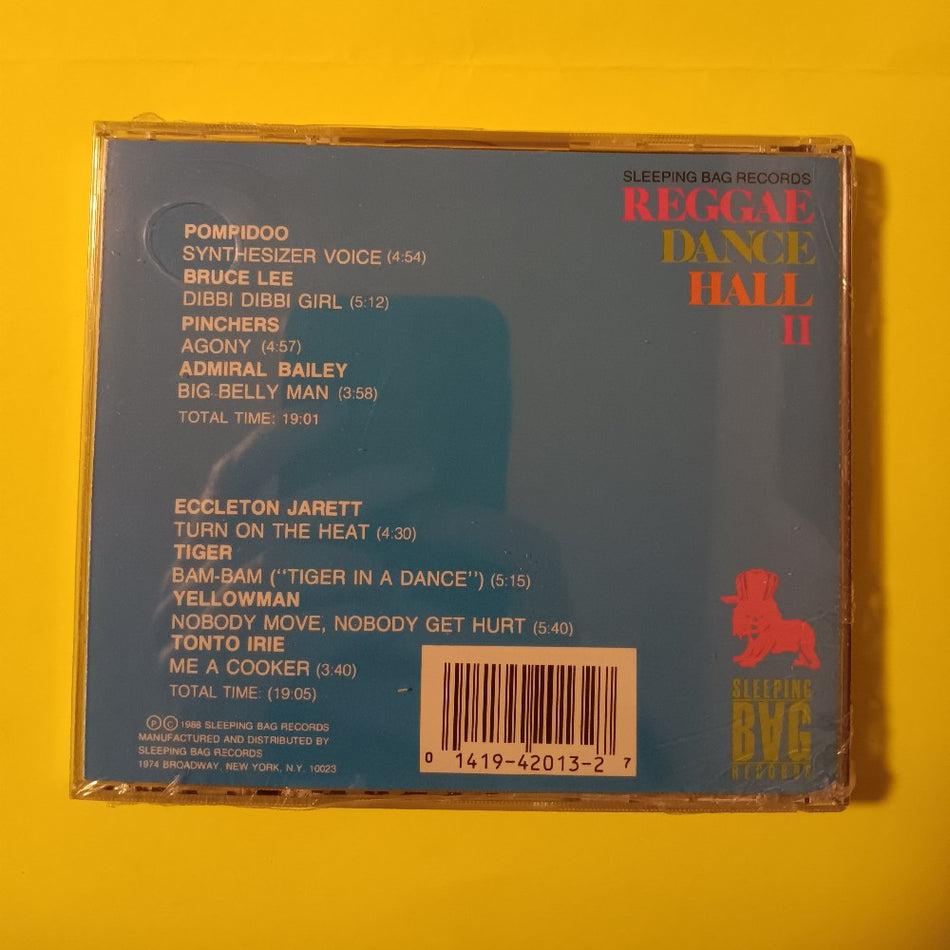 SLEEPING BAG RECORDS
REGGAE
DANCE
HALL
II
POMPIDOO
SYNTHESIZER VOICE (4:54)
BRUCE LEE
DIBBI DIBBI GIRL (5:12)
PINCHERS
AGONY (4:57)
ADMIRAL BAILEY
BIG BELLY MAN (3:58)
TOTAL TIME: 19:01
ECCLETON JARETT
TURN ON THE HEAT (4:30)
TIGER
BAM-BAM (“TIGER IN A DANCE”) (5:15)
YELLOWMAN
NOBODY MOVE, NOBODY GET HURT (5:40)
TONTO IRIE
ME A COOKER (3:40)
TOTAL TIME: (19:05)
Ⓟ Ⓒ 1988 SLEEPING BAG RECORDS
MANUFACTURED AND DISTRIBUTED BY
SLEEPING BAG RECORDS
1974 BROADWAY, NEW YORK, N.Y. 10023
0 1419-42013-2 7
SLEEPING
BAG
RECORDS